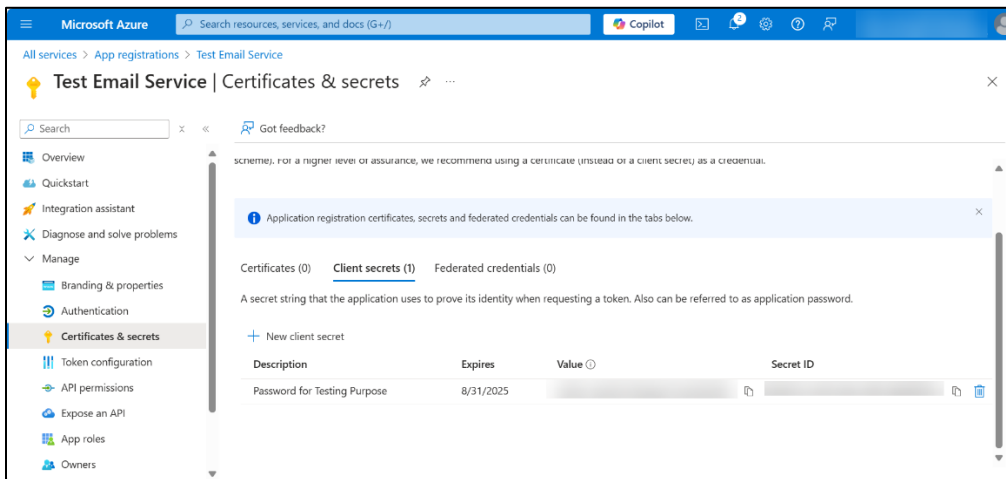 Microsoft Azure
Search resources, services, and docs (G+/)
Copilot
2
All services > App registrations > Test Email Service
Test Email Service | Certificates & secrets
Search
Got feedback?
Overview
Quickstart
Integration assistant
Diagnose and solve problems
Manage
Branding & properties
Authentication
Certificates & secrets
Token configuration
API permissions
Expose an API
App roles
Owners
scheme). For a higher level of assurance, we recommend using a certificate (instead of a client secret) as a credential.
Application registration certificates, secrets and federated credentials can be found in the tabs below.
Certificates (0) Client secrets (1) Federated credentials (0)
A secret string that the application uses to prove its identity when requesting a token. Also can be referred to as application password.
New client secret
Description Expires Value Secret ID
Password for Testing Purpose 8/31/2025